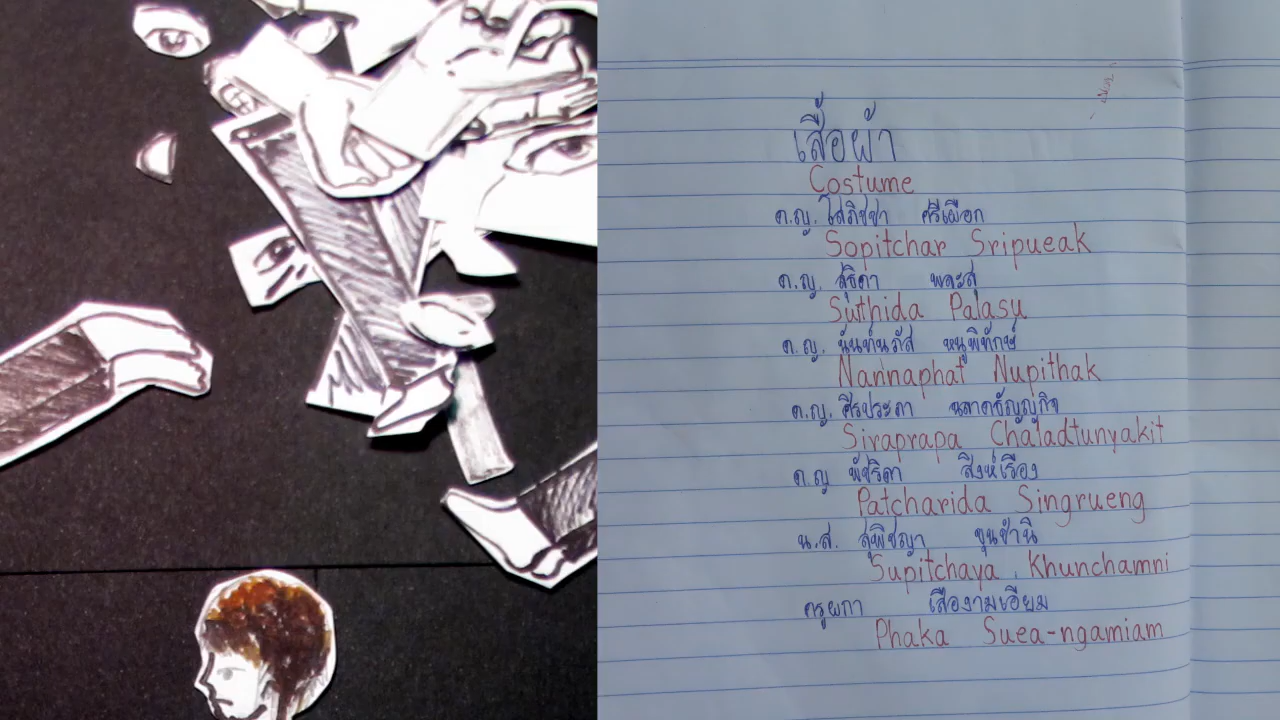 เสื้อผ้า
Costume
ด.ญ. โสภิชชา ศรีเผือก
Sopitchar Sripueak
ด.ญ. สุธิดา พละสุ
Suthida Palasu
ด.ญ. นันท์นภัส หนูพิทักษ์
Nannaphat Nupithak
ด.ญ. ศิรประภา ฉลาดธัญญกิจ
Siraprapa Chaladtunyakit
ด.ญ พัชริดา สิงห์เรือง
Patcharida Singrueng
น.ส. สุพิชญา ขุนชำนิ
Supitchaya Khunchamni
ครูผกา เสืองามเอี่ยม
Phaka Suea-ngamiam